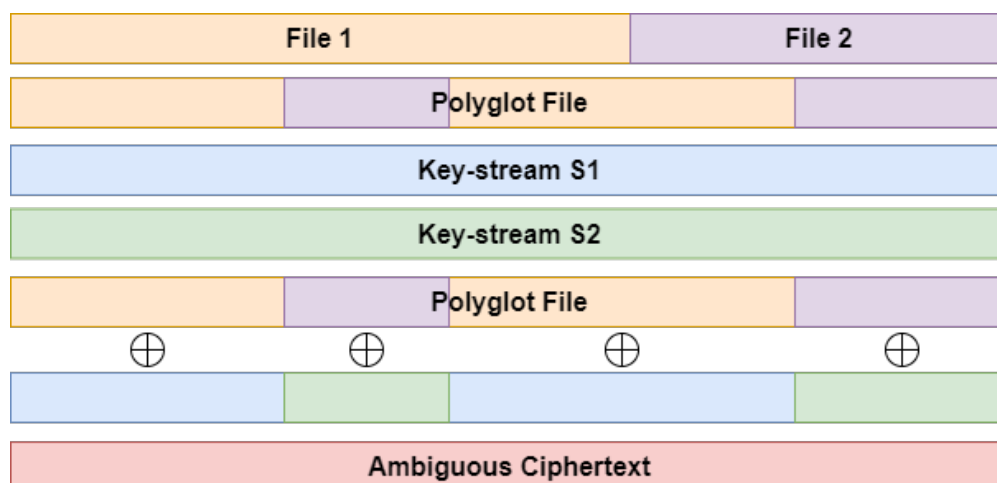 File 1
File 2
Polyglot File
Key-stream S1
Key-stream S2
Polyglot File
Ambiguous Ciphertext